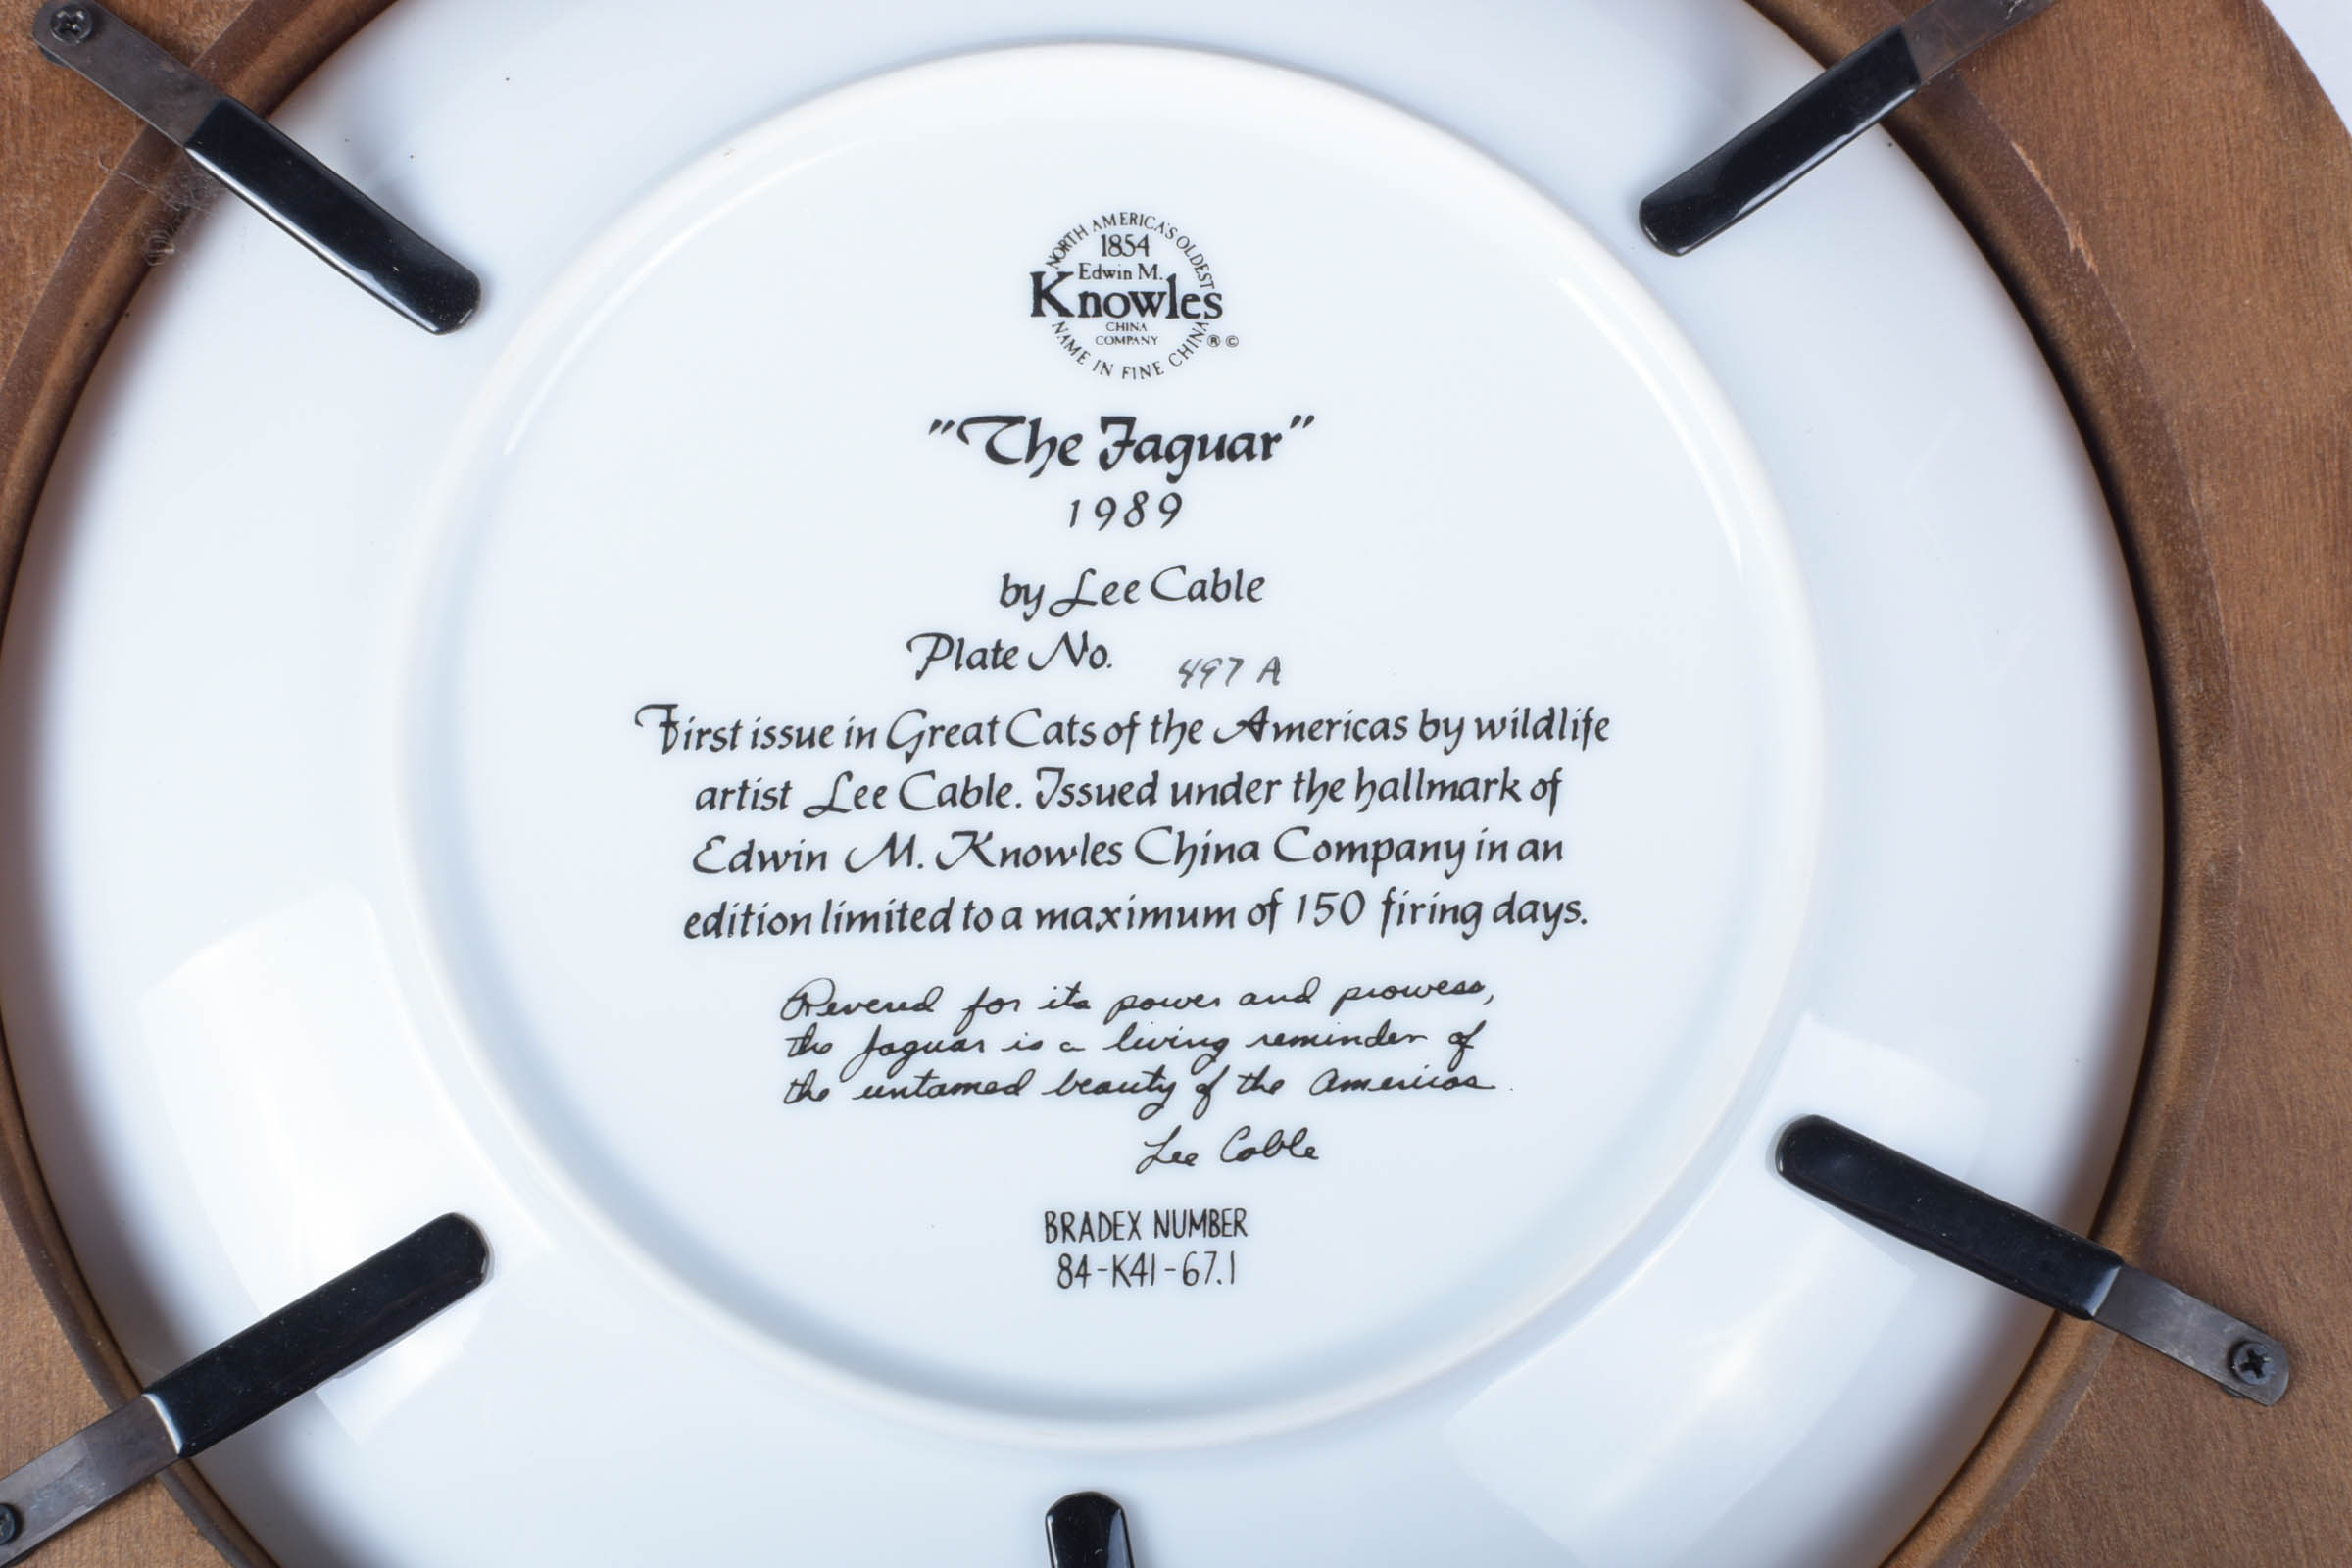 NORTH AMERICA'S OLDEST
1854
Edwin M.
Knowles
CHINA
COMPANY
® ©
NAME IN FINE CHINA
"The Jaguar"
1989
by Lee Cable
Plate No. 497 A
First issue in Great Cats of the Americas by wildlife
artist Lee Cable. Issued under the hallmark of
Edwin M. Knowles China Company in an
edition limited to a maximum of 150 firing days.
Revered for its power and prowess,
the Jaguar is a living reminder of
the untamed beauty of the Americas.
Lee Cable
BRADEX NUMBER
84-K41-67.1